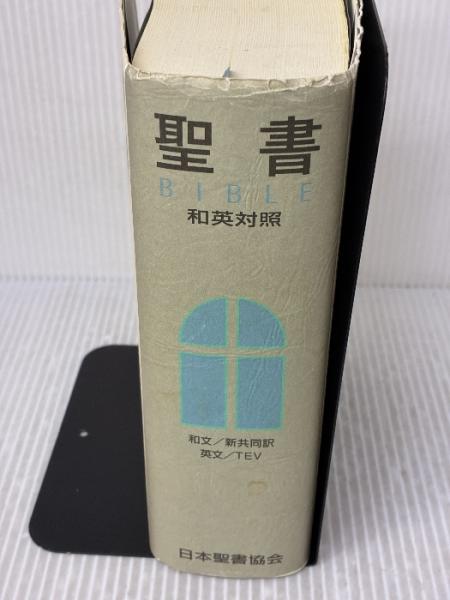 聖書
BIBLE
和英対照
和文/新共同訳
英文/TEV
日本聖書協会